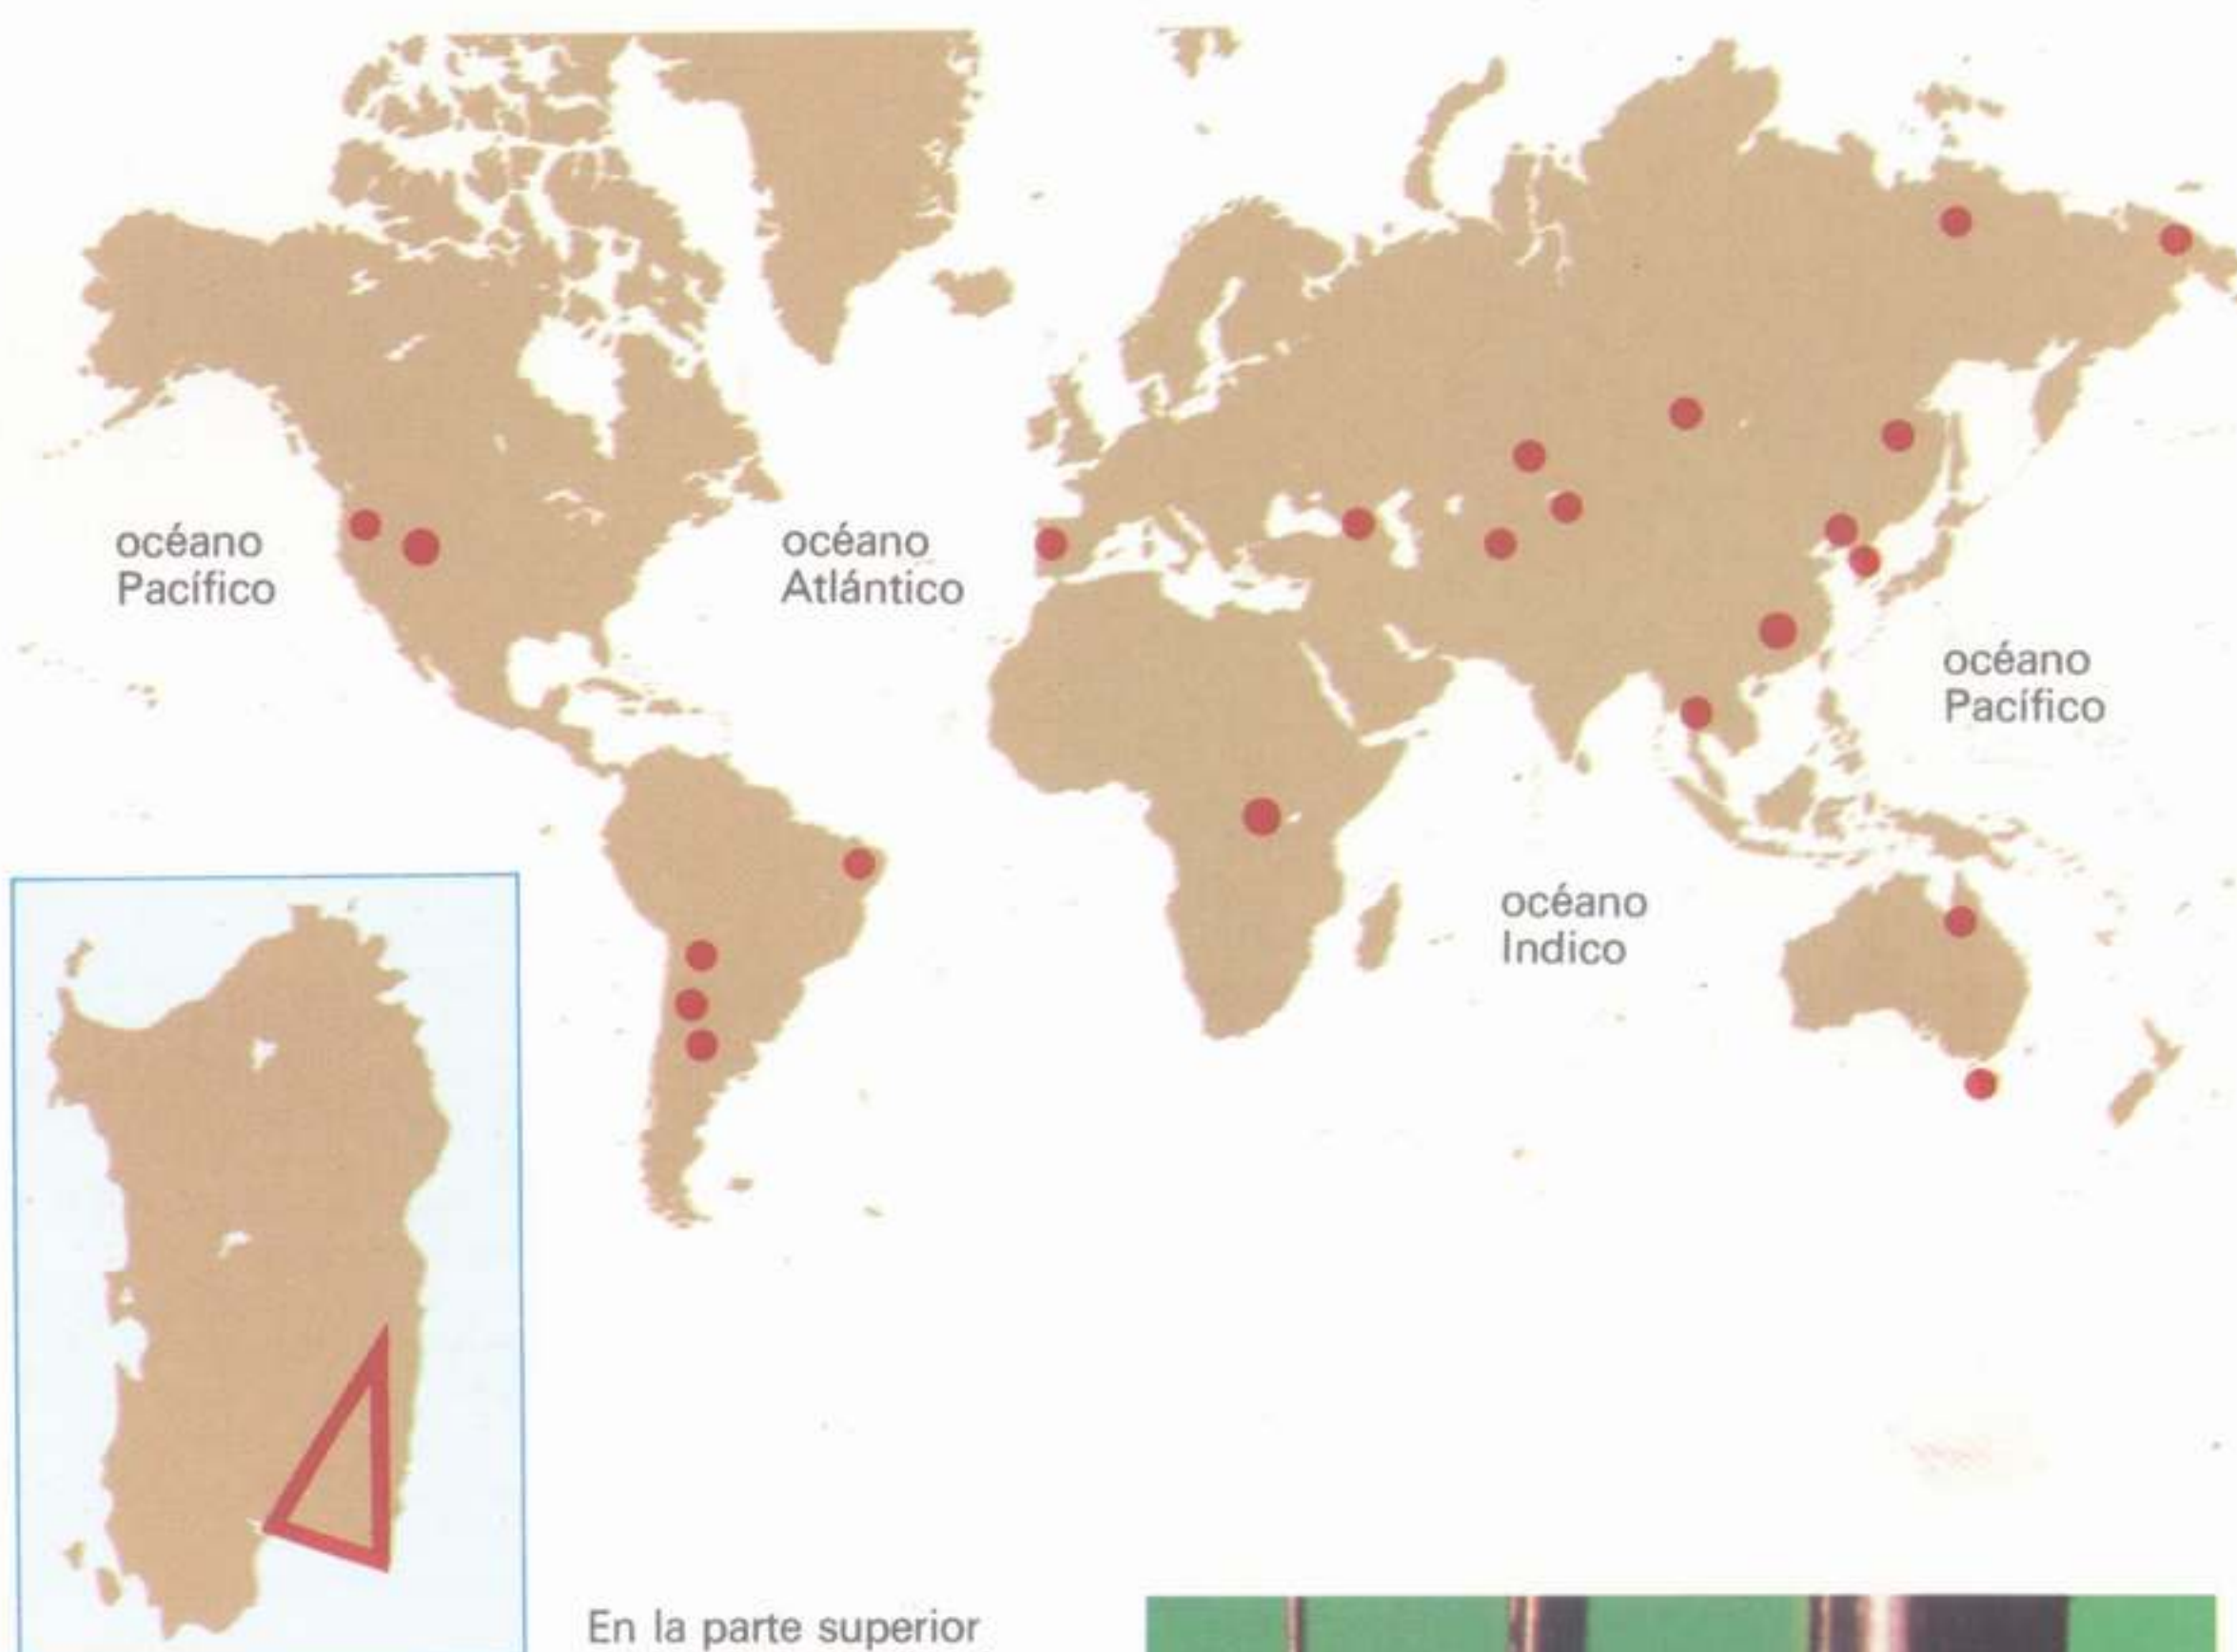 océano
Pacífico
océano
Atlántico
océano
Pacífico
océano
Indico
En la parte superior